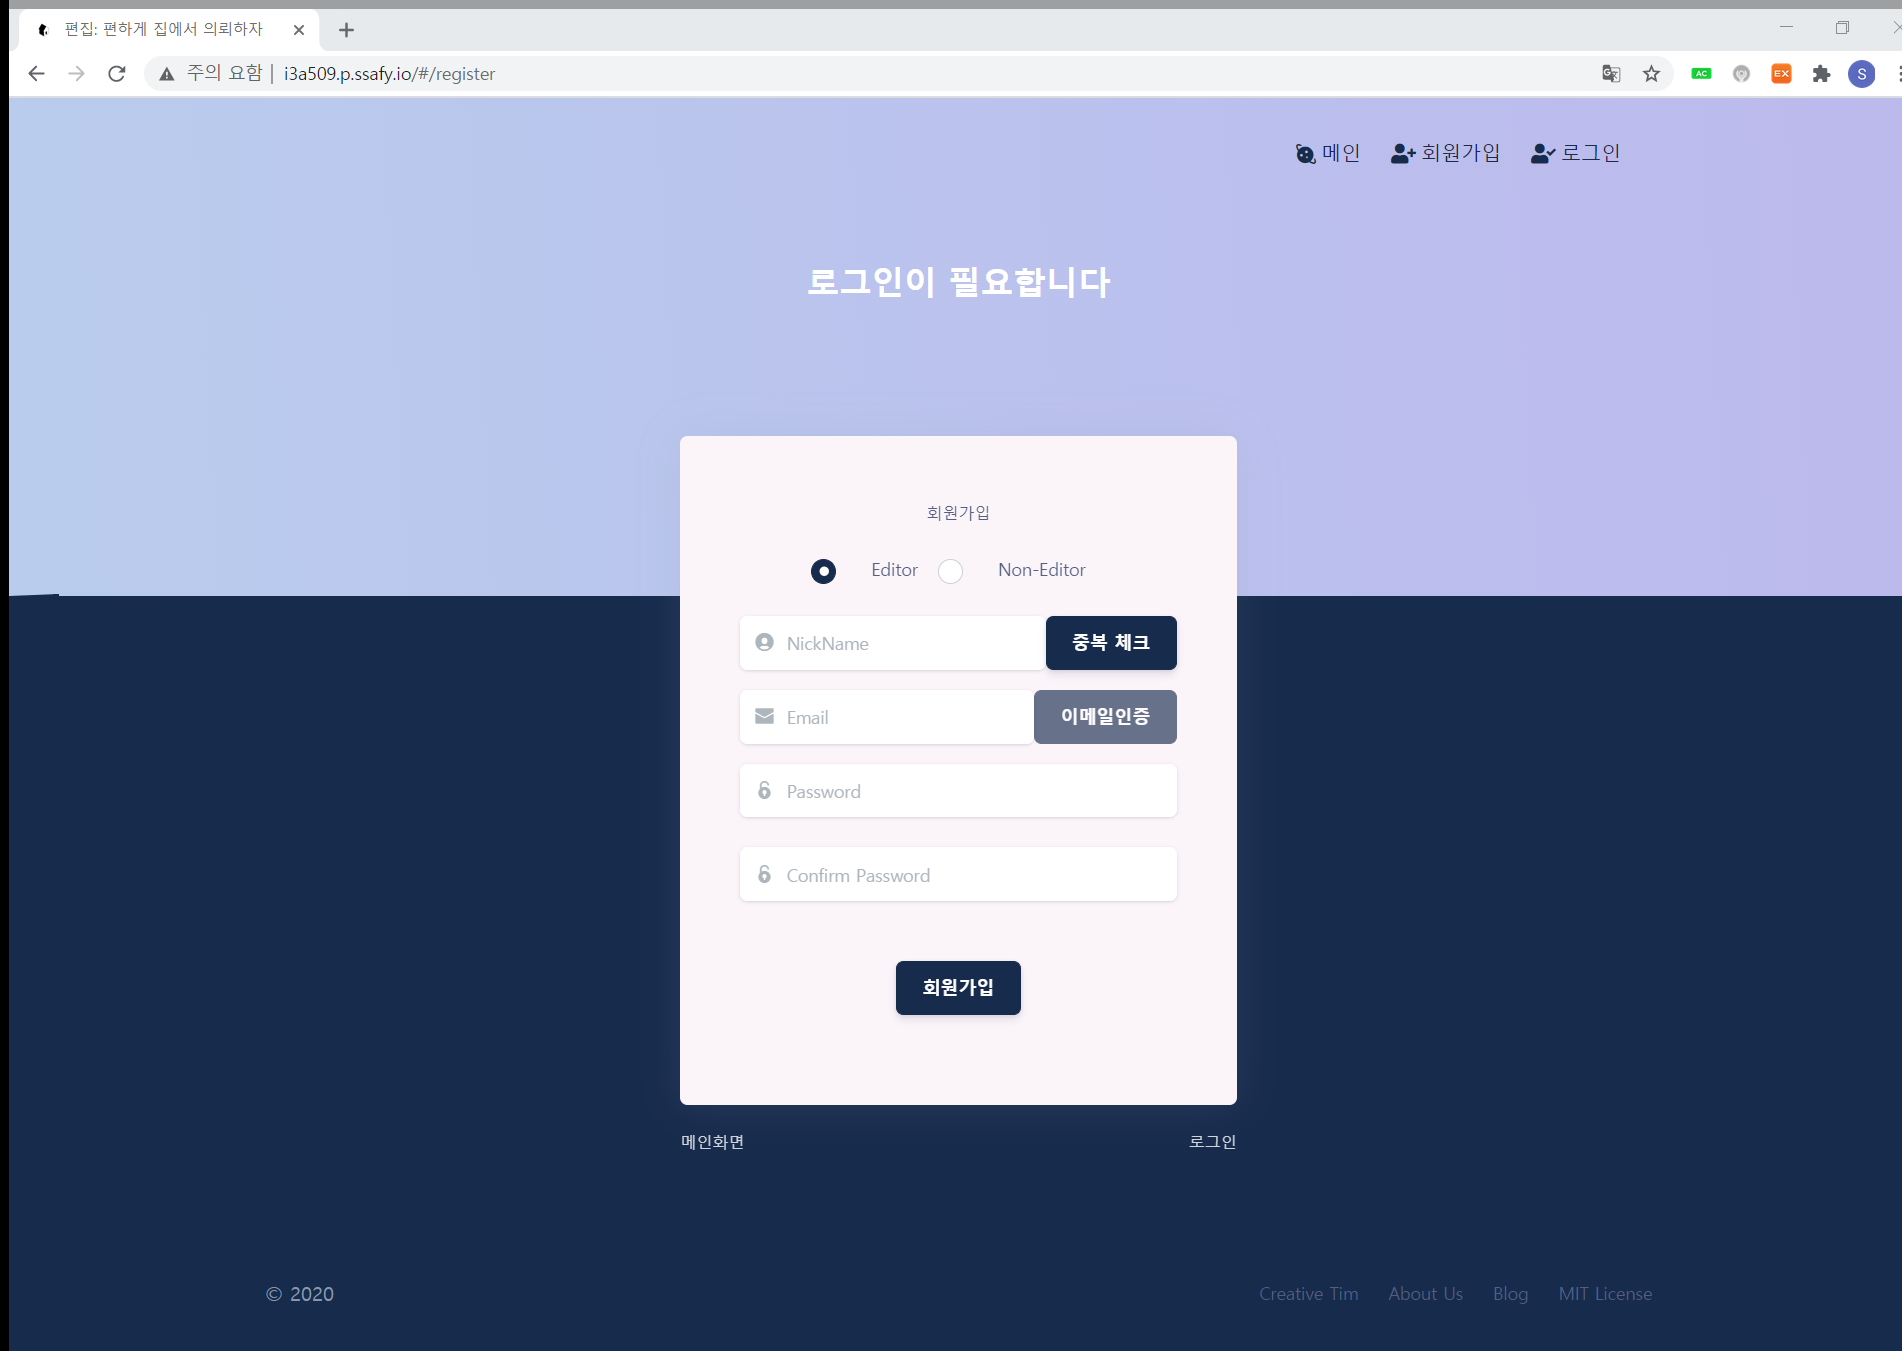 편집: 편하게 집에서 의뢰하자
주의 요함 | i3a509.p.ssafy.io/#/register
AC
EX
S
메인 회원가입 로그인
로그인이 필요합니다
회원가입
Editor Non-Editor
NickName 중복 체크
Email 이메일인증
Password
Confirm Password
회원가입
메인화면 로그인
© 2020 Creative Tim About Us Blog MIT License